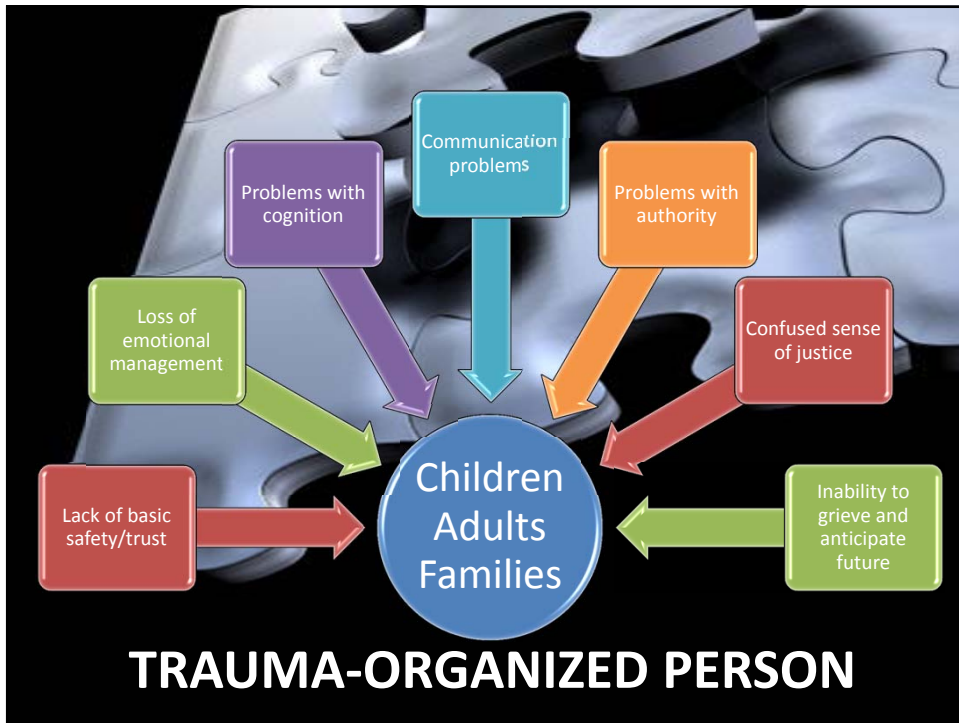 Lack of basic
safety/trust
Loss of
emotional
management
Problems with
cognition
Communication
problems
Problems with
authority
Confused sense
of justice
Inability to
grieve and
anticipate
future
Children
Adults
Families
TRAUMA-ORGANIZED PERSON